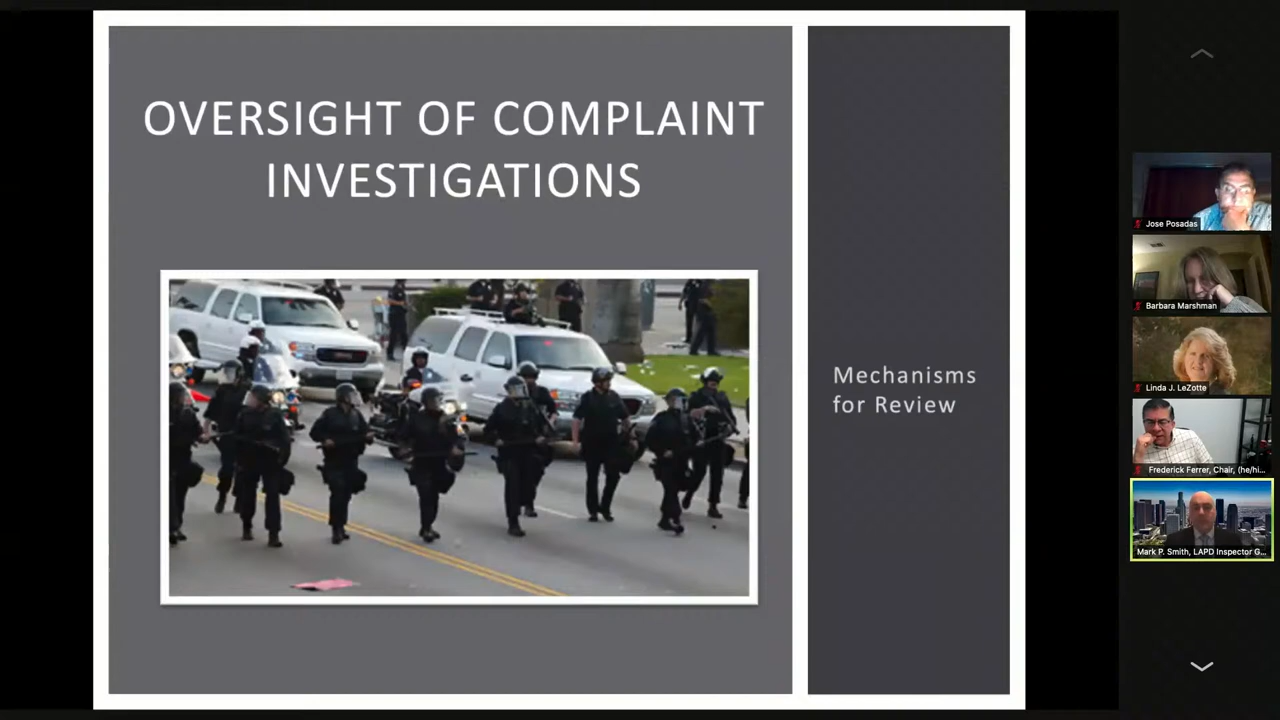 OVERSIGHT OF COMPLAINT
INVESTIGATIONS
Mechanisms
for Review
Jose Posadas
Barbara Marshman
Linda J. LeZotte
Frederick Ferrer, Chair, (he/hi...
Mark P. Smith, LAPD Inspector G...